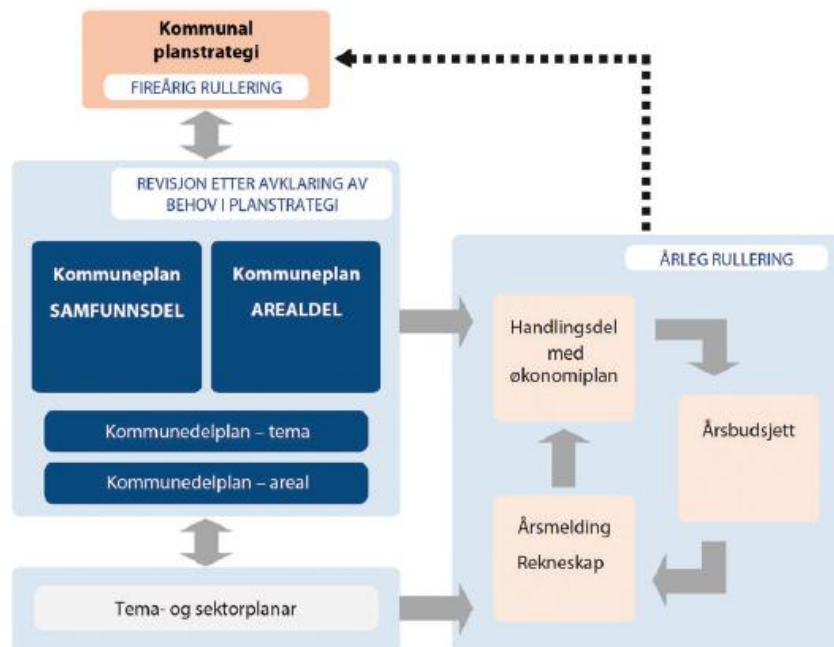 Kommunal
planstrategi
FIREÅRIG RULLERING
REVISJON ETTER AVKLARING AV
BEHOV I PLANSTRATEGI
Kommuneplan
SAMFUNNSDEL
Kommuneplan
AREALDEL
Kommunedelplan – tema
Kommunedelplan – areal
Tema- og sektorplanar
ÅRLEG RULLERING
Handlingsdel
med
økonomiplan
Årsbudsjett
Årsmelding
Rekneskap